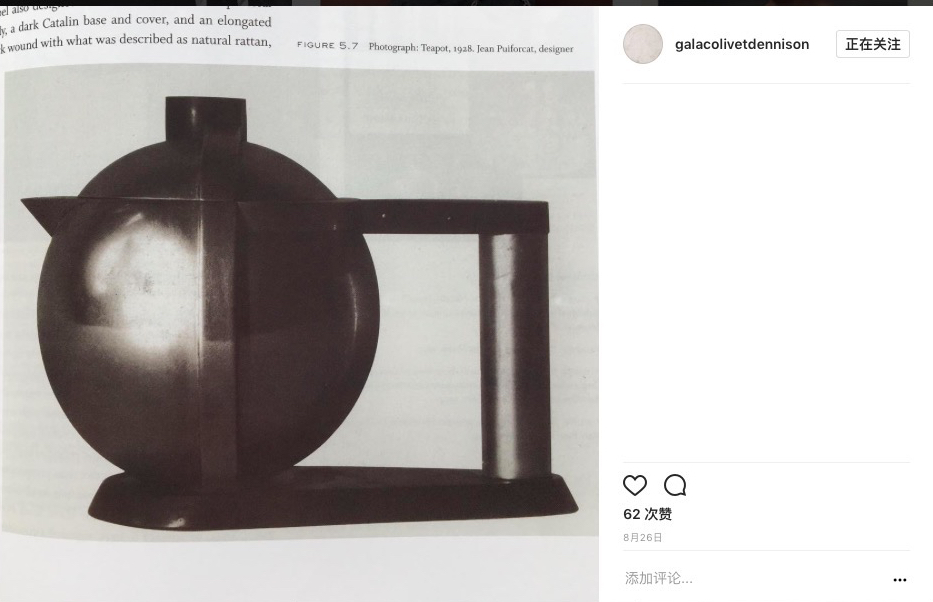 y, a dark Catalin base and cover, and an elongated
k wound with what was described as natural rattan,
FIGURE 5.7 Photograph: Teapot, 1928. Jean Puiforcat, designer
galacolivetdennison
正在关注
62 次赞
8月26日
添加评论...